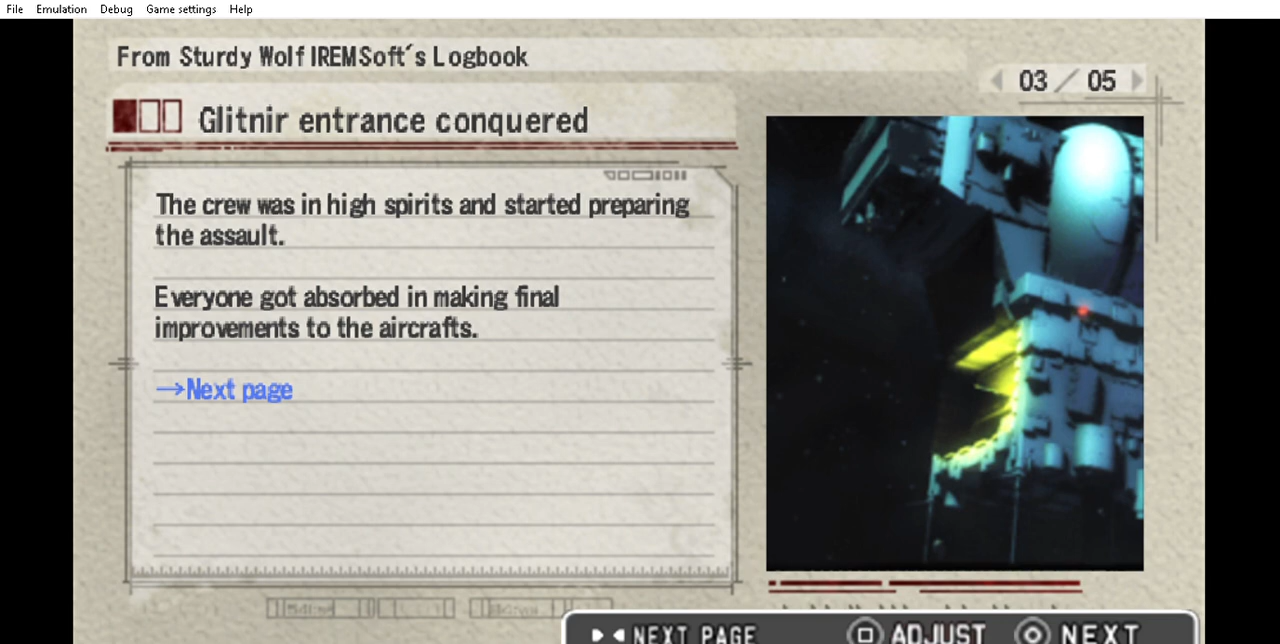 File Emulation Debug Game settings Help
From Sturdy Wolf IREMSoft´s Logbook
03 / 05
Glitnir entrance conquered
The crew was in high spirits and started preparing
the assault.
Everyone got absorbed in making final
improvements to the aircrafts.
→Next page
NEXT PAGE ADJUST NEXT